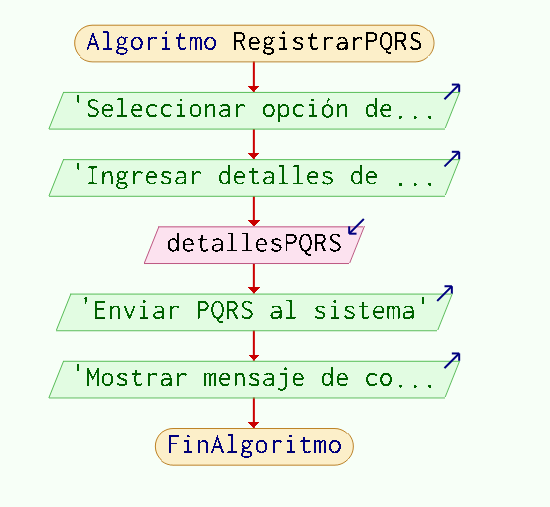 Algoritmo RegistrarPQRS
'Seleccionar opción de...
'Ingresar detalles de ...
detallesPQRS
'Enviar PQRS al sistema'
'Mostrar mensaje de co...
FinAlgoritmo